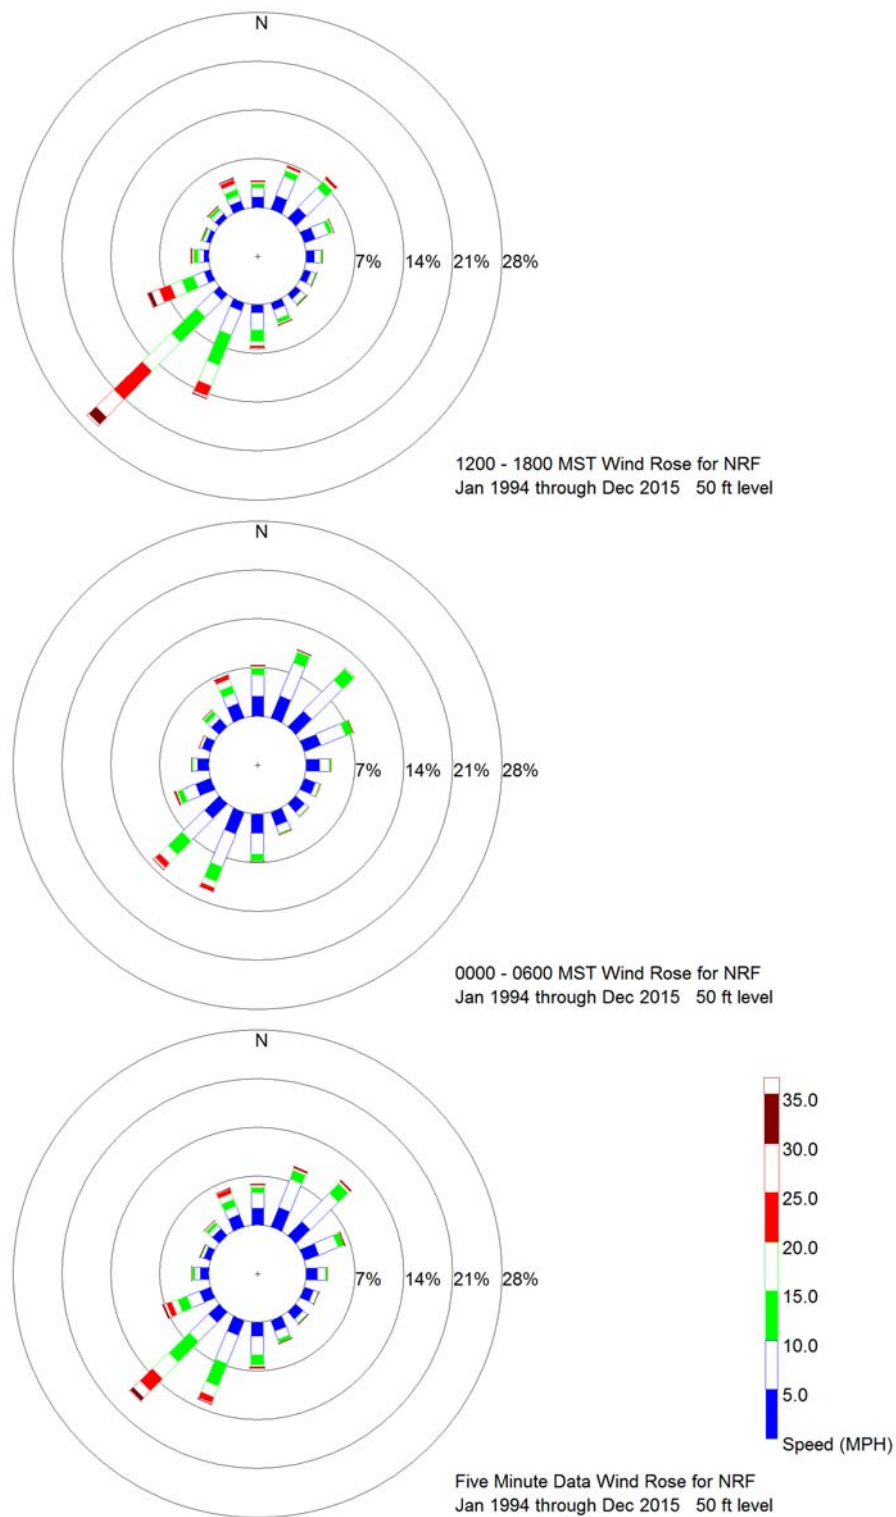 N
7% 14% 21% 28%
1200 - 1800 MST Wind Rose for NRF
Jan 1994 through Dec 2015 50 ft level
N
7% 14% 21% 28%
0000 - 0600 MST Wind Rose for NRF
Jan 1994 through Dec 2015 50 ft level
N
7% 14% 21% 28%
35.0
30.0
25.0
20.0
15.0
10.0
5.0
Speed (MPH)
Five Minute Data Wind Rose for NRF
Jan 1994 through Dec 2015 50 ft level